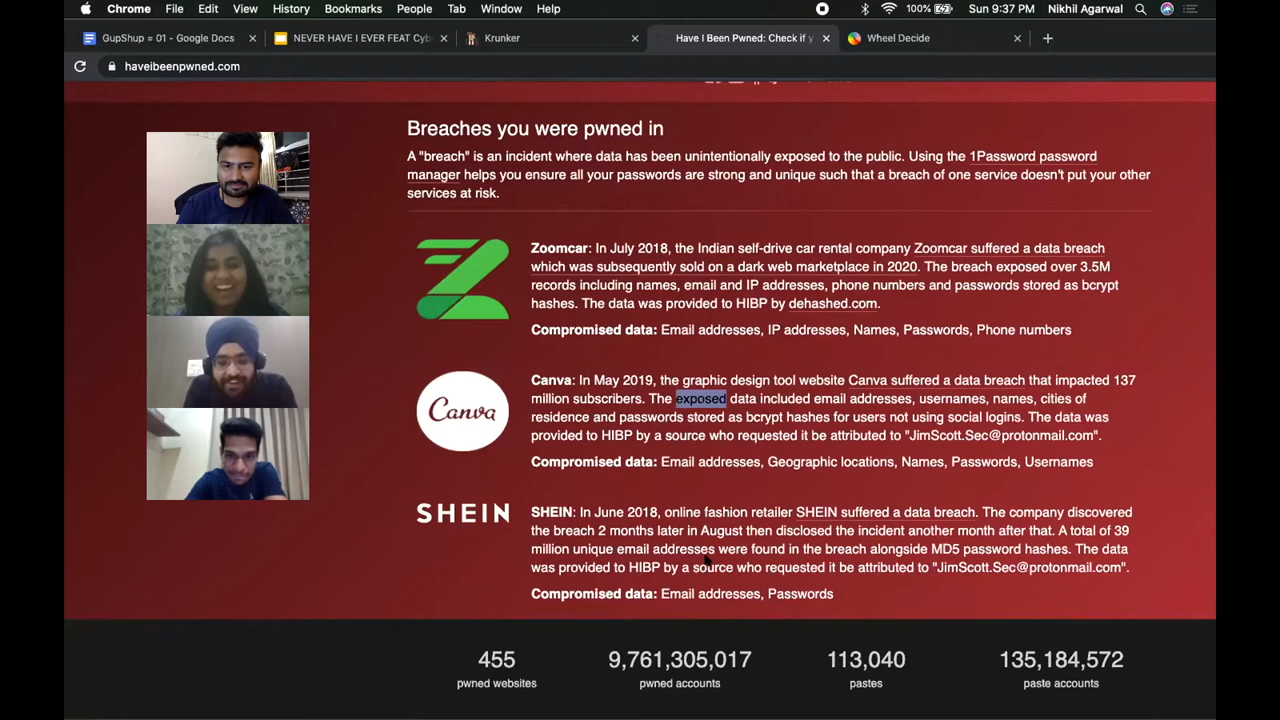 Chrome File Edit View History Bookmarks People Tab Window Help 100% Sun 9:37 PM Nikhil Agarwal
GupShup = 01 - Google Docs NEVER HAVE I EVER FEAT Cyb Krunker Have I Been Pwned: Check if y Wheel Decide
haveibeenpwned.com
Breaches you were pwned in
A "breach" is an incident where data has been unintentionally exposed to the public. Using the 1Password password
manager helps you ensure all your passwords are strong and unique such that a breach of one service doesn't put your other
services at risk.
Zoomcar: In July 2018, the Indian self-drive car rental company Zoomcar suffered a data breach
which was subsequently sold on a dark web marketplace in 2020. The breach exposed over 3.5M
records including names, email and IP addresses, phone numbers and passwords stored as bcrypt
hashes. The data was provided to HIBP by dehashed.com.
Compromised data: Email addresses, IP addresses, Names, Passwords, Phone numbers
Canva
Canva: In May 2019, the graphic design tool website Canva suffered a data breach that impacted 137
million subscribers. The exposed data included email addresses, usernames, names, cities of
residence and passwords stored as bcrypt hashes for users not using social logins. The data was
provided to HIBP by a source who requested it be attributed to "JimScott.Sec@protonmail.com".
Compromised data: Email addresses, Geographic locations, Names, Passwords, Usernames
SHEIN
SHEIN: In June 2018, online fashion retailer SHEIN suffered a data breach. The company discovered
the breach 2 months later in August then disclosed the incident another month after that. A total of 39
million unique email addresses were found in the breach alongside MD5 password hashes. The data
was provided to HIBP by a source who requested it be attributed to "JimScott.Sec@protonmail.com".
Compromised data: Email addresses, Passwords
455 9,761,305,017 113,040 135,184,572
pwned websites pwned accounts pastes paste accounts